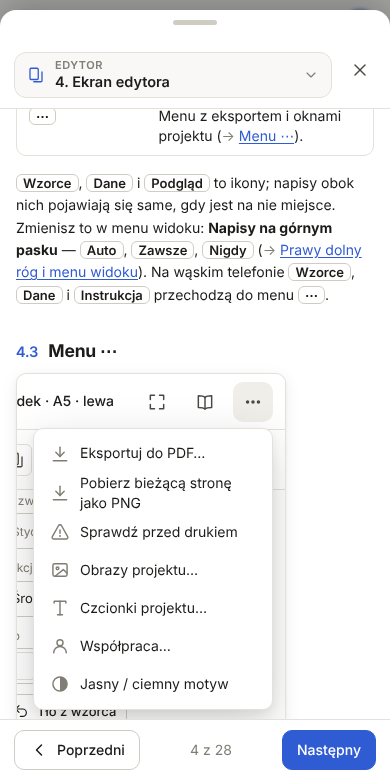 EDYTOR
4. Ekran edytora
··· Menu z eksportem i oknami
projektu (→ Menu ···).
Wzorce, Dane i Podgląd to ikony; napisy obok
nich pojawiają się same, gdy jest na nie miejsce.
Zmienisz to w menu widoku: Napisy na górnym
pasku — Auto, Zawsze, Nigdy (→ Prawy dolny
róg i menu widoku). Na wąskim telefonie Wzorce,
Dane i Instrukcja przechodzą do menu ···.
4.3 Menu ···
dek · A5 · lewa
Eksportuj do PDF...
Pobierz bieżącą stronę
jako PNG
Sprawdź przed drukiem
Obrazy projektu...
Czcionki projektu...
Współpraca...
Jasny / ciemny motyw
Tło z wzorca
Poprzedni
4 z 28
Następny